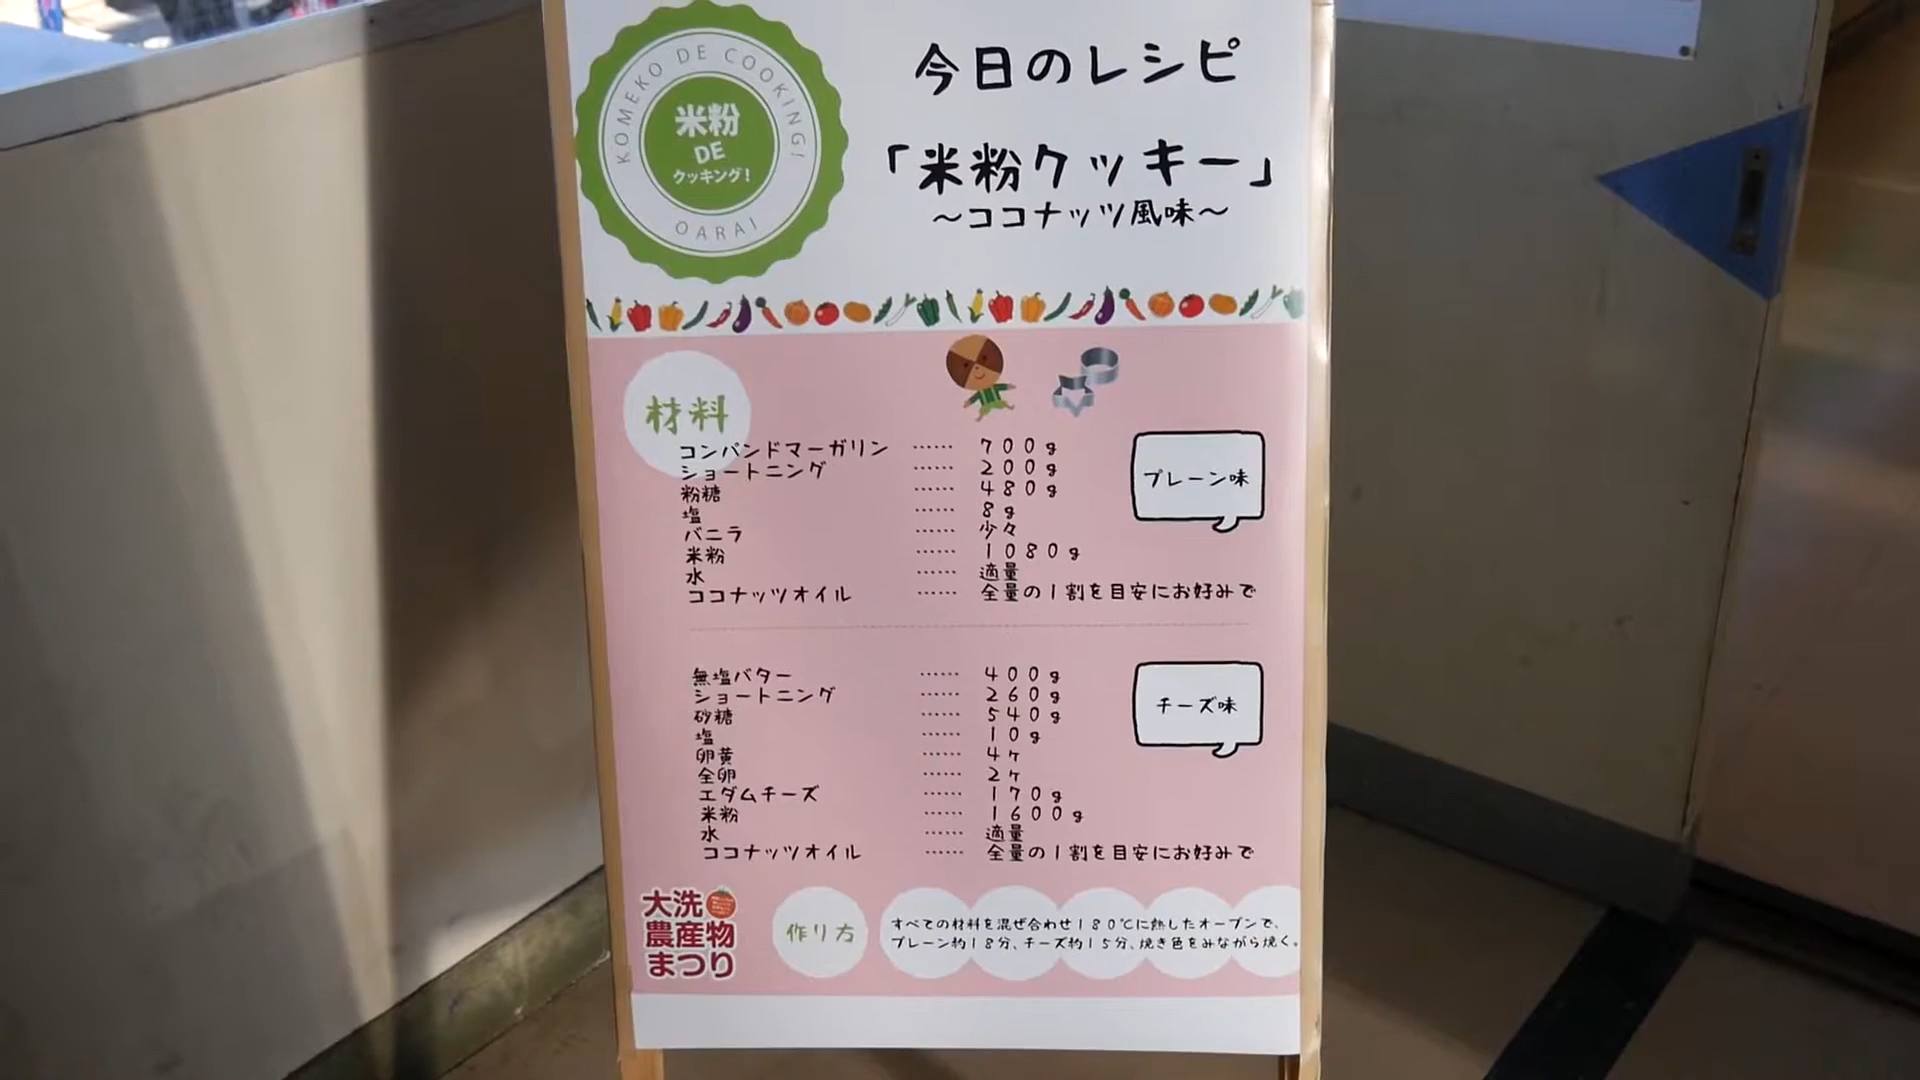 KOMEKO DE COOKING!
米粉
DE
クッキング!
OARAI
今日のレシピ
「米粉クッキー」
～ココナッツ風味～
材料
プレーン味
コンパンドマーガリン …… 700g
ショートニング …… 200g
粉糖 …… 480g
塩 …… 8g
バニラ …… 少々
米粉 …… 1080g
水 …… 適量
ココナッツオイル …… 全量の1割を目安にお好みで
チーズ味
無塩バター …… 400g
ショートニング …… 260g
砂糖 …… 540g
塩 …… 10g
卵黄 …… 4ヶ
全卵 …… 2ヶ
エダムチーズ …… 170g
米粉 …… 1600g
水 …… 適量
ココナッツオイル …… 全量の1割を目安にお好みで
大洗
農産物
まつり
作り方
すべての材料を混ぜ合わせ180℃に熱したオーブンで、
プレーン約18分、チーズ約15分、焼き色をみながら焼く。